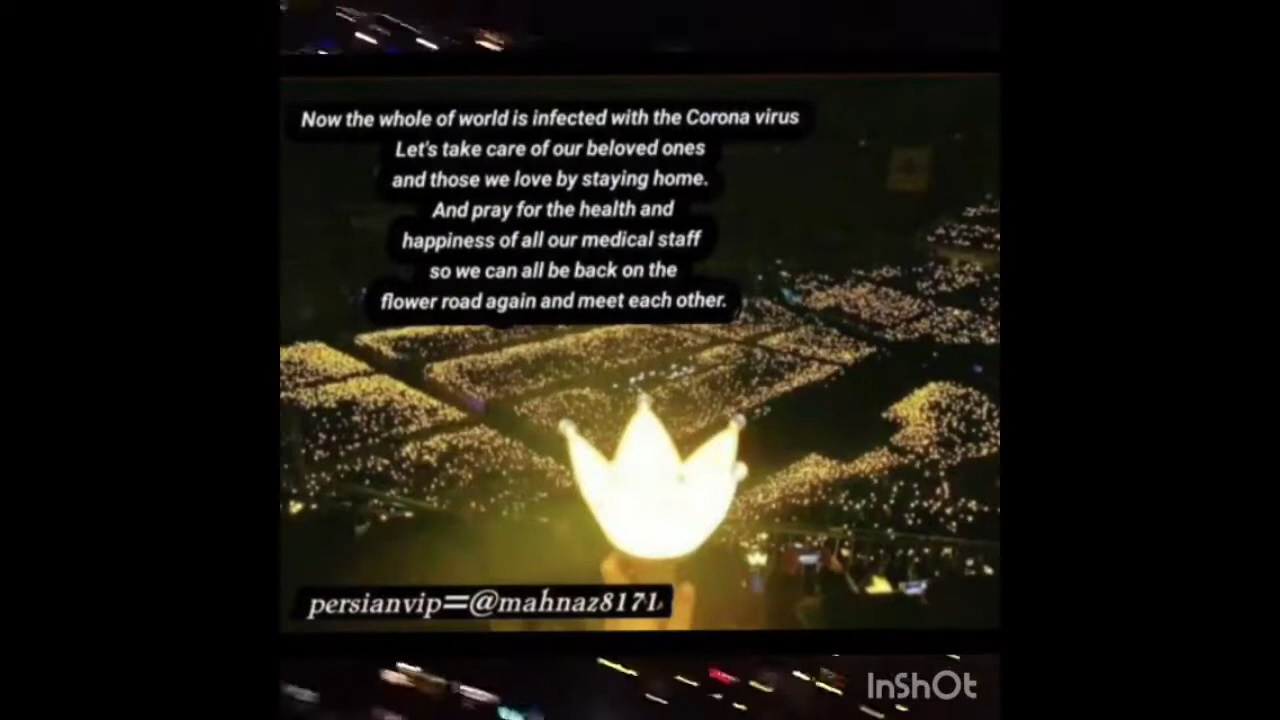 Now the whole of world is infected with the Corona virus
Let's take care of our beloved ones
and those we love by staying home.
And pray for the health and
happiness of all our medical staff
so we can all be back on the
flower road again and meet each other.
persianvip=@mahnaz8171
InShOt